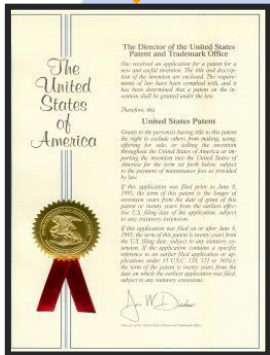 The
United
States
of
America
The Director of the United States
Patent and Trademark Office
Has received an application for a patent for a
new and useful invention. The title and descrip-
tion of the invention are enclosed. The require-
ments of law have been complied with, and it
has been determined that a patent on the in-
vention shall be granted under the law.
Therefore, this
United States Patent
Grants to the person(s) having title to this patent
the right to exclude others from making, using,
offering for sale, or selling the invention
throughout the United States of America or im-
porting the invention into the United States of
America for the term set forth below, subject
to the payment of maintenance fees as provided
by law.
If this application was filed prior to June 8,
1995, the term of this patent is the longer of
seventeen years from the date of grant of this
patent or twenty years from the earliest effec-
tive U.S. filing date of the application, subject
to any statutory extension.
If this application was filed on or after June 8,
1995, the term of this patent is twenty years from
the U.S. filing date, subject to any statutory ex-
tension. If the application contains a specific
reference to an earlier filed application or ap-
plications under 35 U.S.C. 120, 121 or 365(c),
the term of the patent is twenty years from the
date on which the earliest application was filed,
subject to any statutory extensions.
Director of the United States Patent and Trademark Office